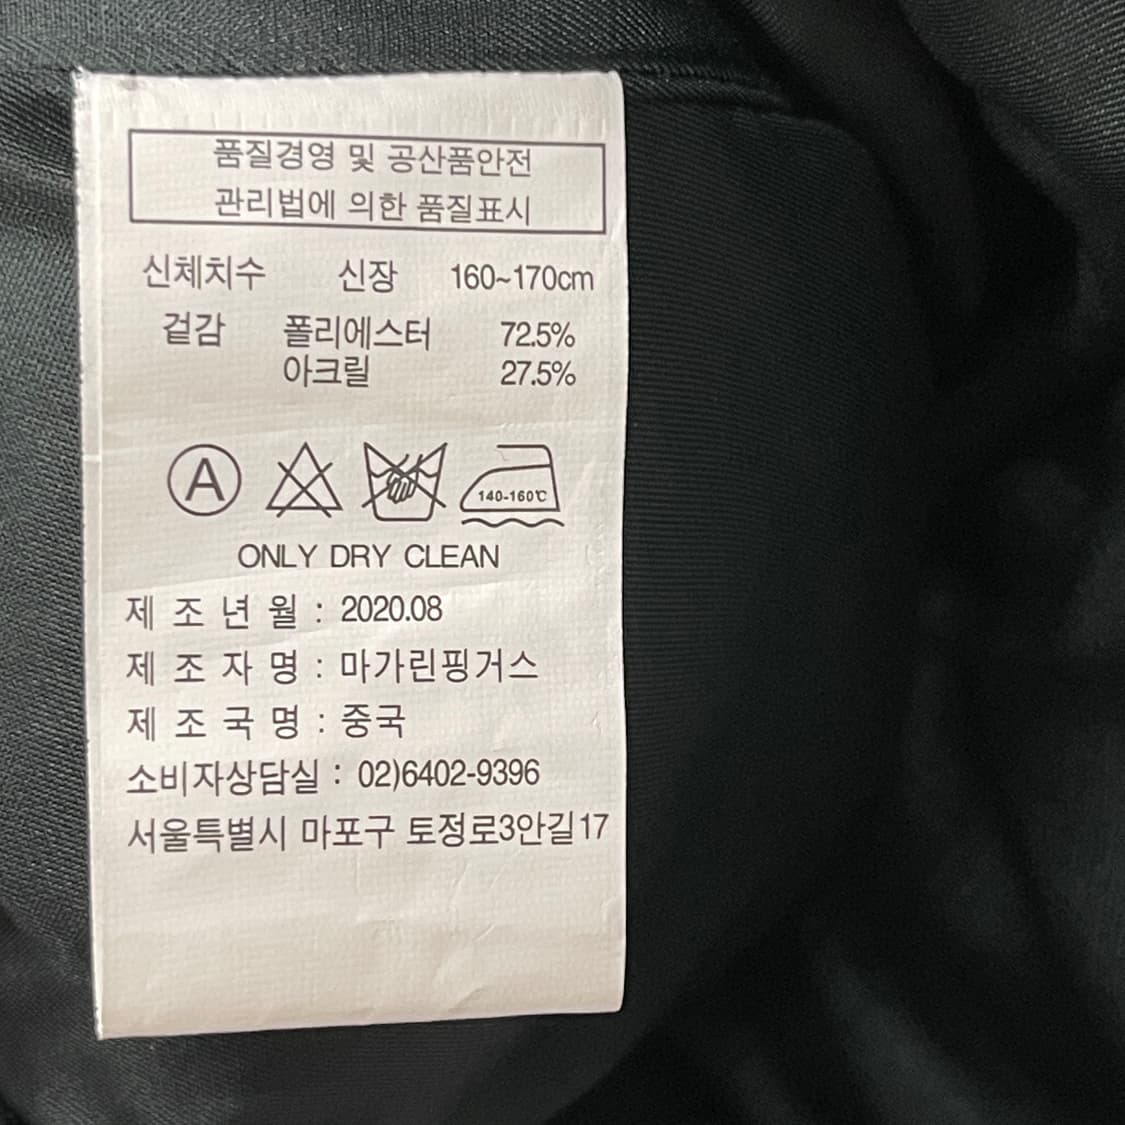 품질경영 및 공산품안전
관리법에 의한 품질표시
신체치수 신장 160~170cm
겉감 폴리에스터 72.5%
아크릴 27.5%
A 140-160℃
ONLY DRY CLEAN
제 조 년 월 : 2020.08
제 조 자 명 : 마가린핑거스
제 조 국 명 : 중국
소비자상담실 : 02)6402-9396
서울특별시 마포구 토정로3안길17